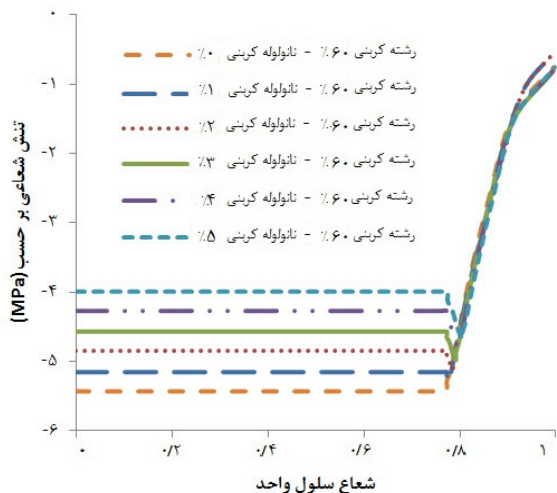 ۰
-۱
-۲
-۳
-۴
-۵
-۶
تنش شعاعی بر حسب (MPa)
رشته کربنی ۶۰٪ - نانولوله کربنی ۰٪
رشته کربنی ۶۰٪ - نانولوله کربنی ۱٪
رشته کربنی ۶۰٪ - نانولوله کربنی ۲٪
رشته کربنی ۶۰٪ - نانولوله کربنی ۳٪
رشته کربنی ۶۰٪ - نانولوله کربنی ۴٪
رشته کربنی ۶۰٪ - نانولوله کربنی ۵٪
۰ ۰/۲ ۰/۴ ۰/۶ ۰/۸ ۱
شعاع سلول واحد